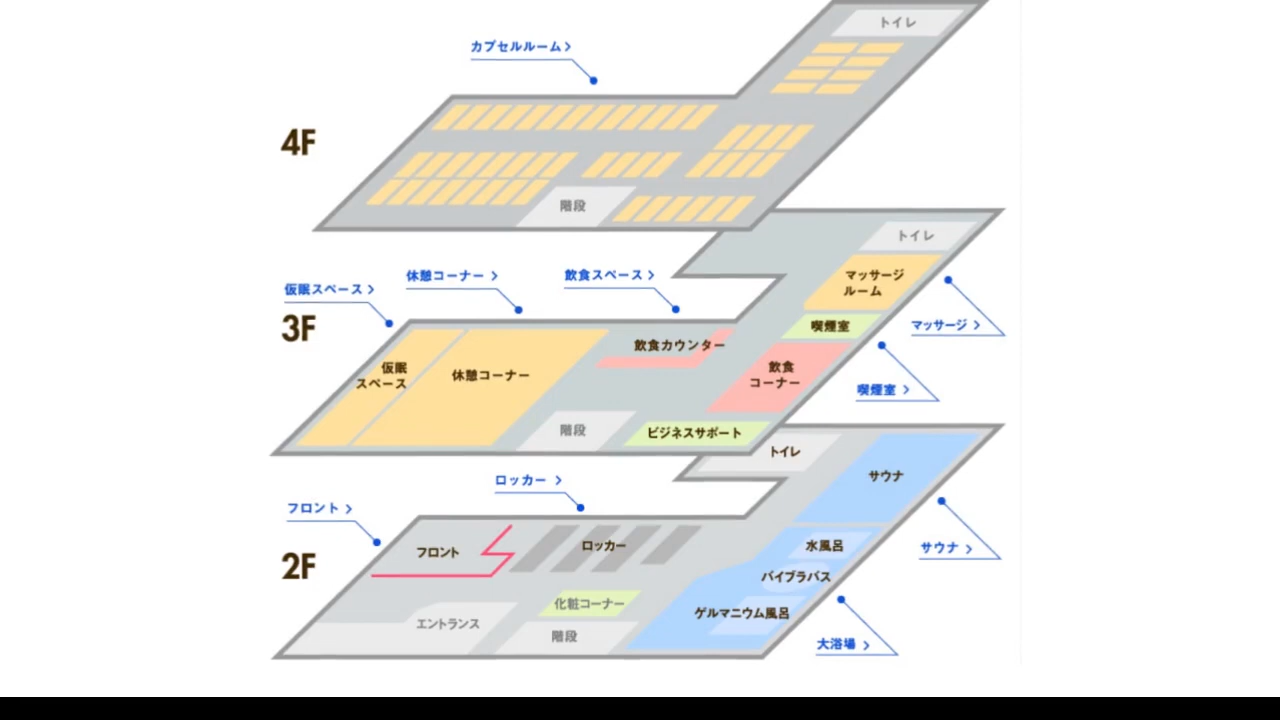 トイレ
カプセルルーム >
4F
階段
トイレ
休憩コーナー >
飲食スペース >
仮眠スペース >
マッサージ
ルーム
3F
喫煙室
マッサージ >
飲食カウンター
仮眠
スペース
休憩コーナー
飲食
コーナー
喫煙室 >
階段
ビジネスサポート
トイレ
ロッカー >
サウナ
フロント >
フロント
ロッカー
水風呂
サウナ >
2F
バイブラバス
化粧コーナー
ゲルマニウム風呂
エントランス
階段
大浴場 >